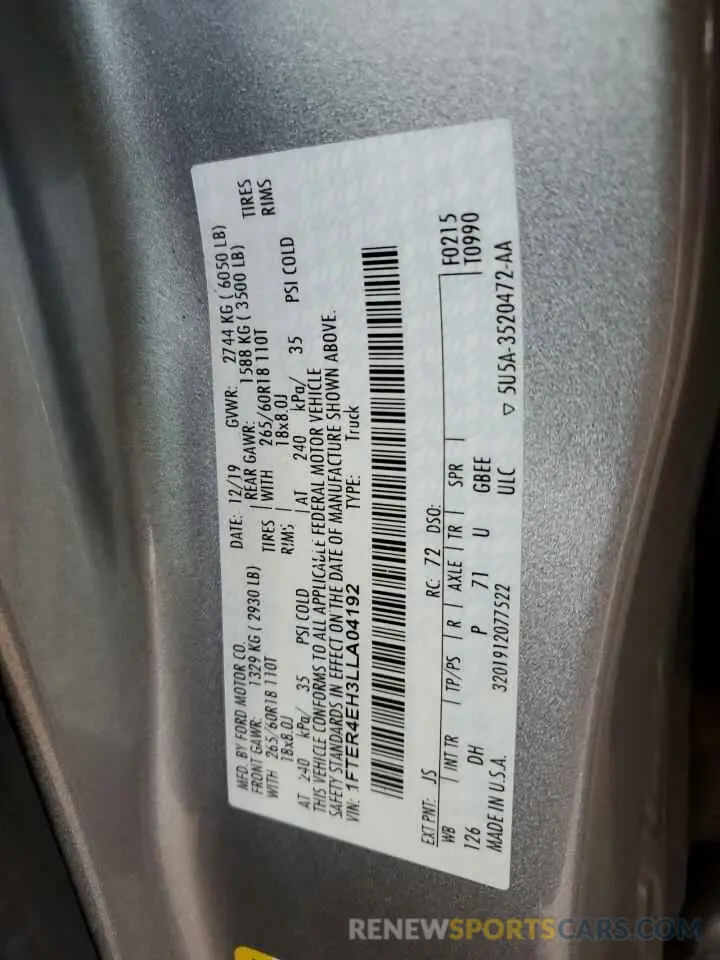 MFD. BY FORD MOTOR CO.
DATE: 12/19 GVWR: 2744 KG ( 6050 LB)
FRONT GAWR: 1329 KG ( 2930 LB) REAR GAWR: 1588 KG ( 3500 LB)
WITH 265/60R18 110T TIRES WITH 265/60R18 110T TIRES
18x8.0J RIMS 18x8.0J RIMS
AT 240 kPa/ 35 PSI COLD AT 240 kPa/ 35 PSI COLD
THIS VEHICLE CONFORMS TO ALL APPLICABLE FEDERAL MOTOR VEHICLE
SAFETY STANDARDS IN EFFECT ON THE DATE OF MANUFACTURE SHOWN ABOVE.
VIN: 1FTER4EH3LLA04192 TYPE: Truck
EXT PNT: JS RC: 72 DSO: F0215
WB INT TR TP/PS R AXLE TR SPR T0990
126 DH P 71 U GBEE
MADE IN U.S.A. 3201912077522 ULC ▽ 5U5A-3520472-AA
RENEWSPORTSCARS.COM